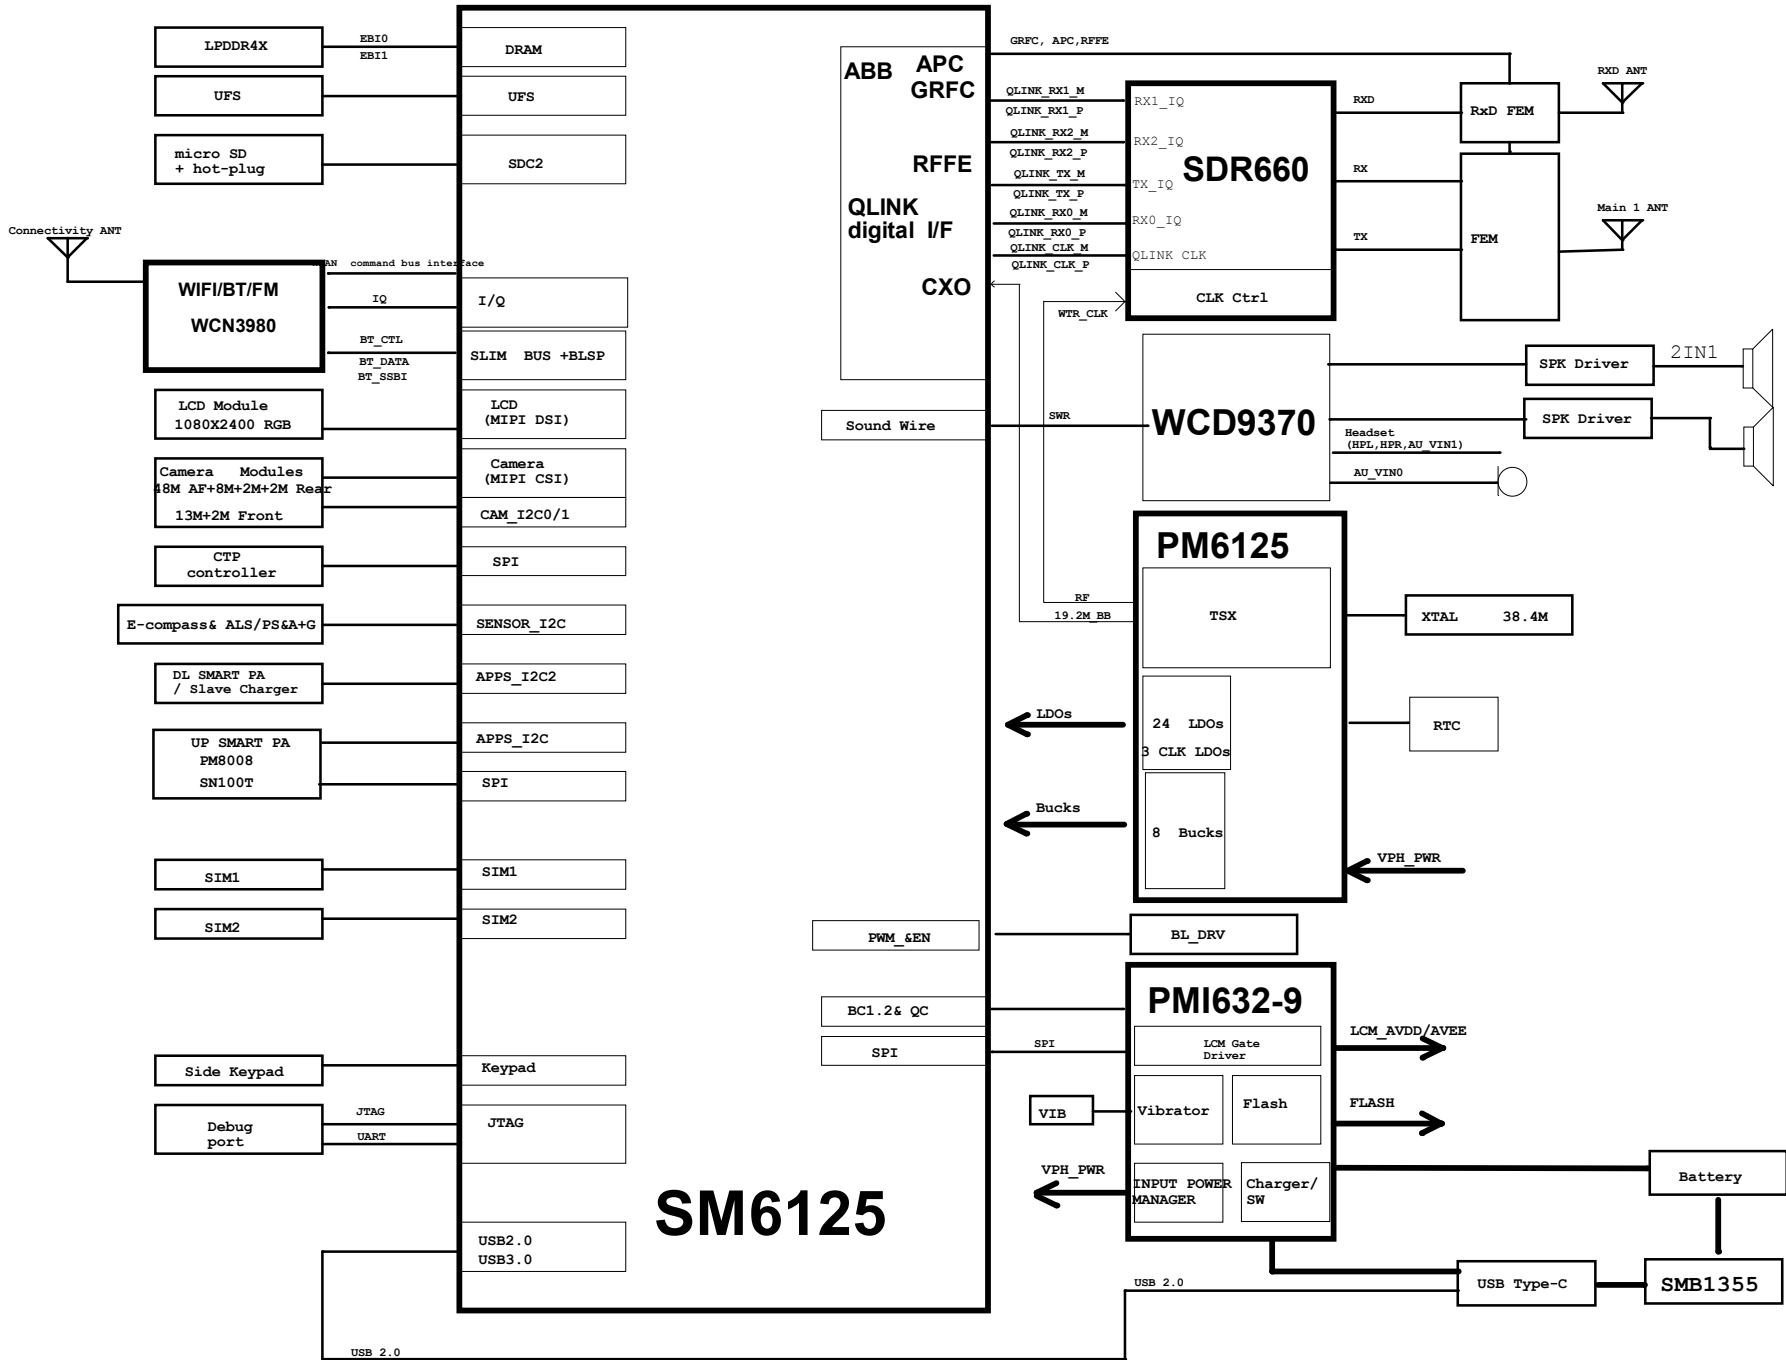 LPDDR4X
EBI0
EBI1
DRAM
UFS
UFS
micro SD
+ hot-plug
SDC2
Connectivity ANT
command bus interface
WIFI/BT/FM
WCN3980
IQ
I/Q
BT_CTL
BT_DATA
BT_SSBI
SLIM BUS +BLSP
LCD Module
1080X2400 RGB
LCD
(MIPI DSI)
Camera Modules
48M AF+8M+2M+2M Rear
13M+2M Front
Camera
(MIPI CSI)
CAM_I2C0/1
CTP
controller
SPI
E-compass& ALS/PS&A+G
SENSOR_I2C
DL SMART PA
/ Slave Charger
APPS_I2C2
UP SMART PA
PM8008
SN100T
APPS_I2C
SPI
SIM1
SIM1
SIM2
SIM2
Side Keypad
Keypad
Debug
port
JTAG
UART
JTAG
USB2.0
USB3.0
USB 2.0
SM6125
ABB
APC
GRFC
RFFE
QLINK
digital I/F
CXO
Sound Wire
PWM_&EN
BC1.2& QC
SPI
GRFC, APC,RFFE
QLINK_RX1_M
QLINK_RX1_P
QLINK_RX2_M
QLINK_RX2_P
QLINK_TX_M
QLINK_TX_P
QLINK_RX0_M
QLINK_RX0_P
QLINK_CLK_M
QLINK_CLK_P
WTR_CLK
RX1_IQ
RX2_IQ
TX_IQ
RX0_IQ
QLINK CLK
SDR660
CLK Ctrl
RXD
RX
TX
RxD FEM
FEM
RXD ANT
Main 1 ANT
SWR
WCD9370
SPK Driver
2IN1
SPK Driver
Headset
(HPL,HPR,AU_VIN1)
AU_VIN0
PM6125
RF
19.2M_BB
TSX
XTAL 38.4M
LDOs
24 LDOs
3 CLK LDOs
RTC
Bucks
8 Bucks
VPH_PWR
BL_DRV
PMI632-9
SPI
LCM Gate
Driver
LCM_AVDD/AVEE
VIB
Vibrator
Flash
FLASH
VPH_PWR
INPUT POWER
MANAGER
Charger/
SW
Battery
USB 2.0
USB Type-C
SMB1355